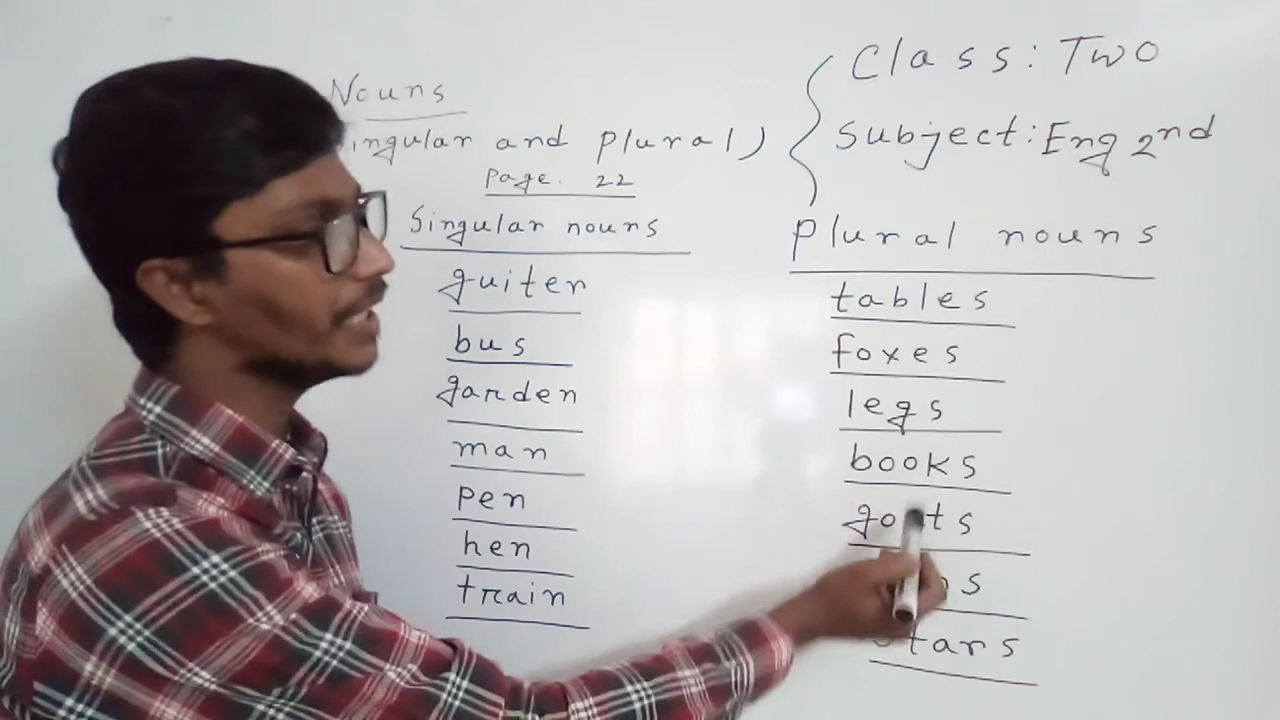 Nouns
ingular and plural)
page. 22
Class: Two
Subject: Eng 2nd
Singular nouns
guiter
bus
garden
man
pen
hen
train
Plural nouns
tables
foxes
legs
books
stars